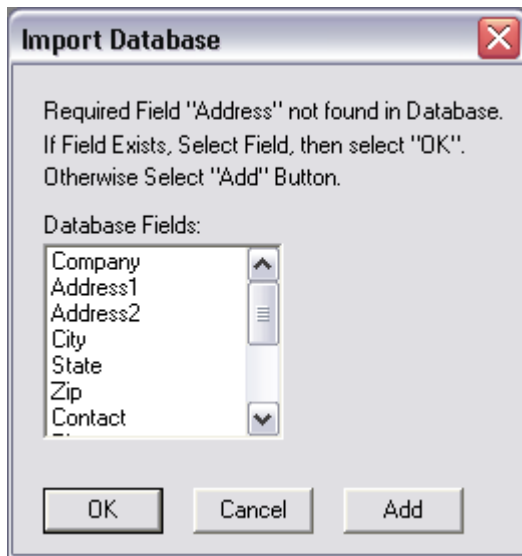 Import Database
Required Field "Address" not found in Database.
If Field Exists, Select Field, then select "OK".
Otherwise Select "Add" Button.
Database Fields:
Company
Address1
Address2
City
State
Zip
Contact
OK Cancel Add